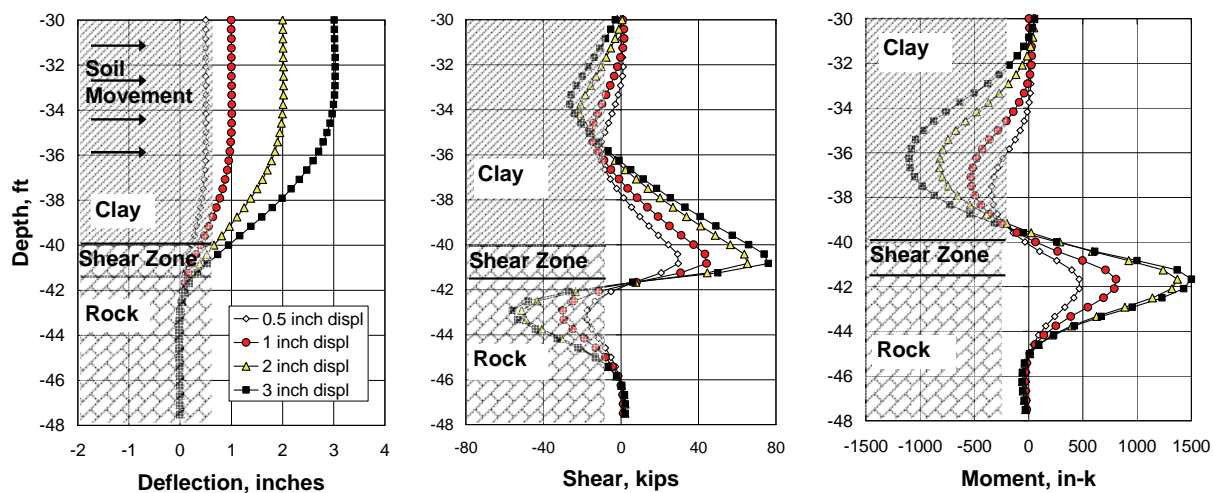 Depth, ft
-30
-32
-34
-36
-38
-40
-42
-44
-46
-48
Soil
Movement
Clay
Shear Zone
Rock
0.5 inch displ
1 inch displ
2 inch displ
3 inch displ
-2 -1 0 1 2 3 4
Deflection, inches
-30
-32
-34
-36
-38
-40
-42
-44
-46
-48
Clay
Shear Zone
Rock
-80 -40 0 40 80
Shear, kips
-30
-32
-34
-36
-38
-40
-42
-44
-46
-48
Clay
Shear Zone
Rock
-1500 -1000 -500 0 500 1000 1500
Moment, in-k